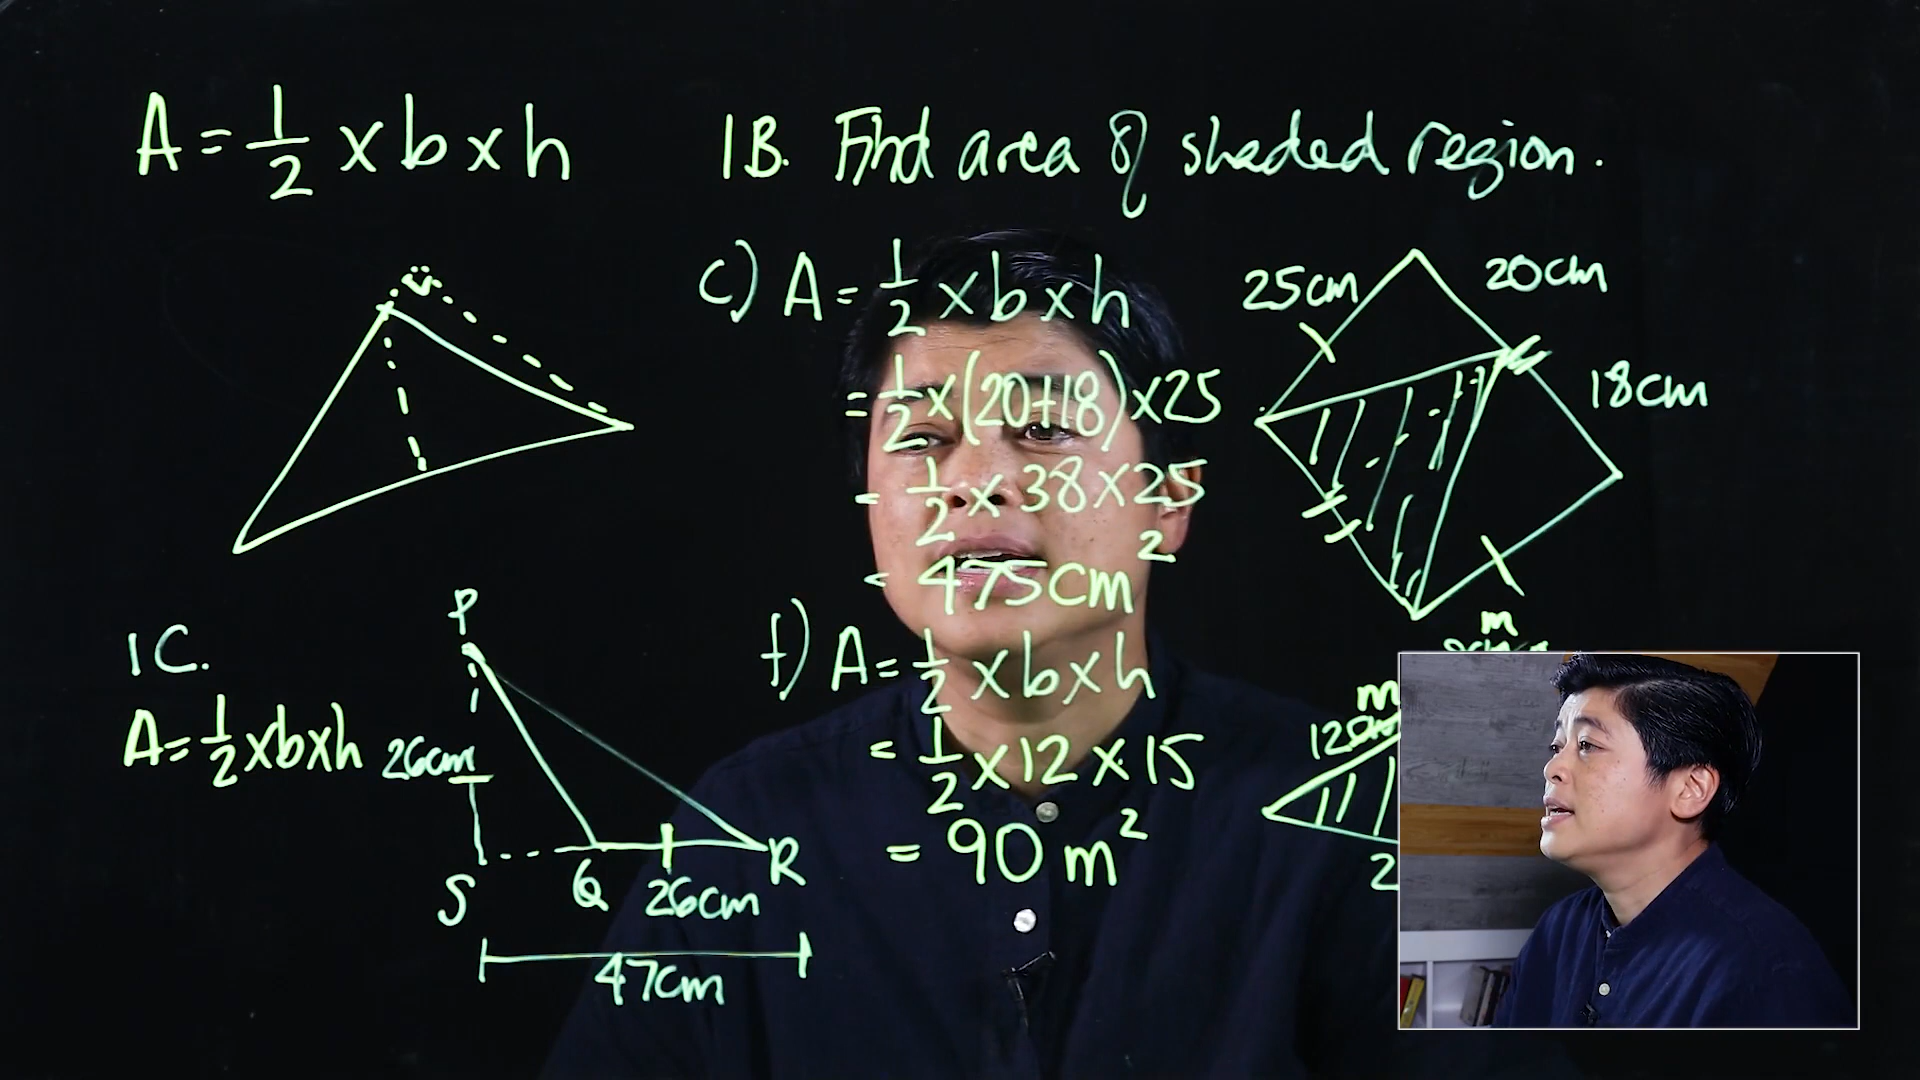 A = 1/2 × b × h
1B. Find area of shaded region.
c) A = 1/2 × b × h
= 1/2 × (20+18) × 25
= 1/2 × 38 × 25
= 475 cm²
25cm
20cm
18cm
f) A = 1/2 × b × h
= 1/2 × 12 × 15
= 90 m²
m
m
12
2
1C.
A = 1/2 × b × h
P
26cm
S
Q
R
26cm
47cm